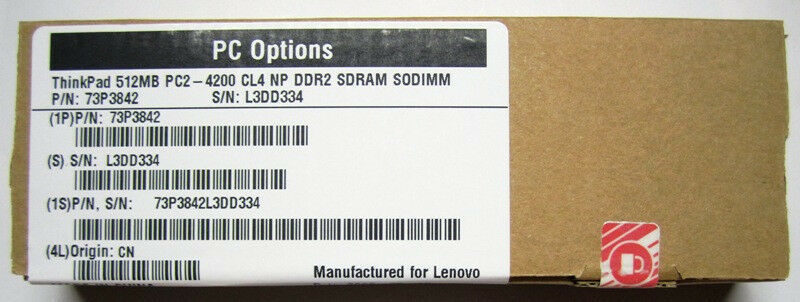 PC Options
ThinkPad 512MB PC2-4200 CL4 NP DDR2 SDRAM SODIMM
P/N: 73P3842 S/N: L3DD334
(1P)P/N: 73P3842
(S) S/N: L3DD334
(1S)P/N, S/N: 73P3842L3DD334
(4L)Origin: CN
Manufactured for Lenovo